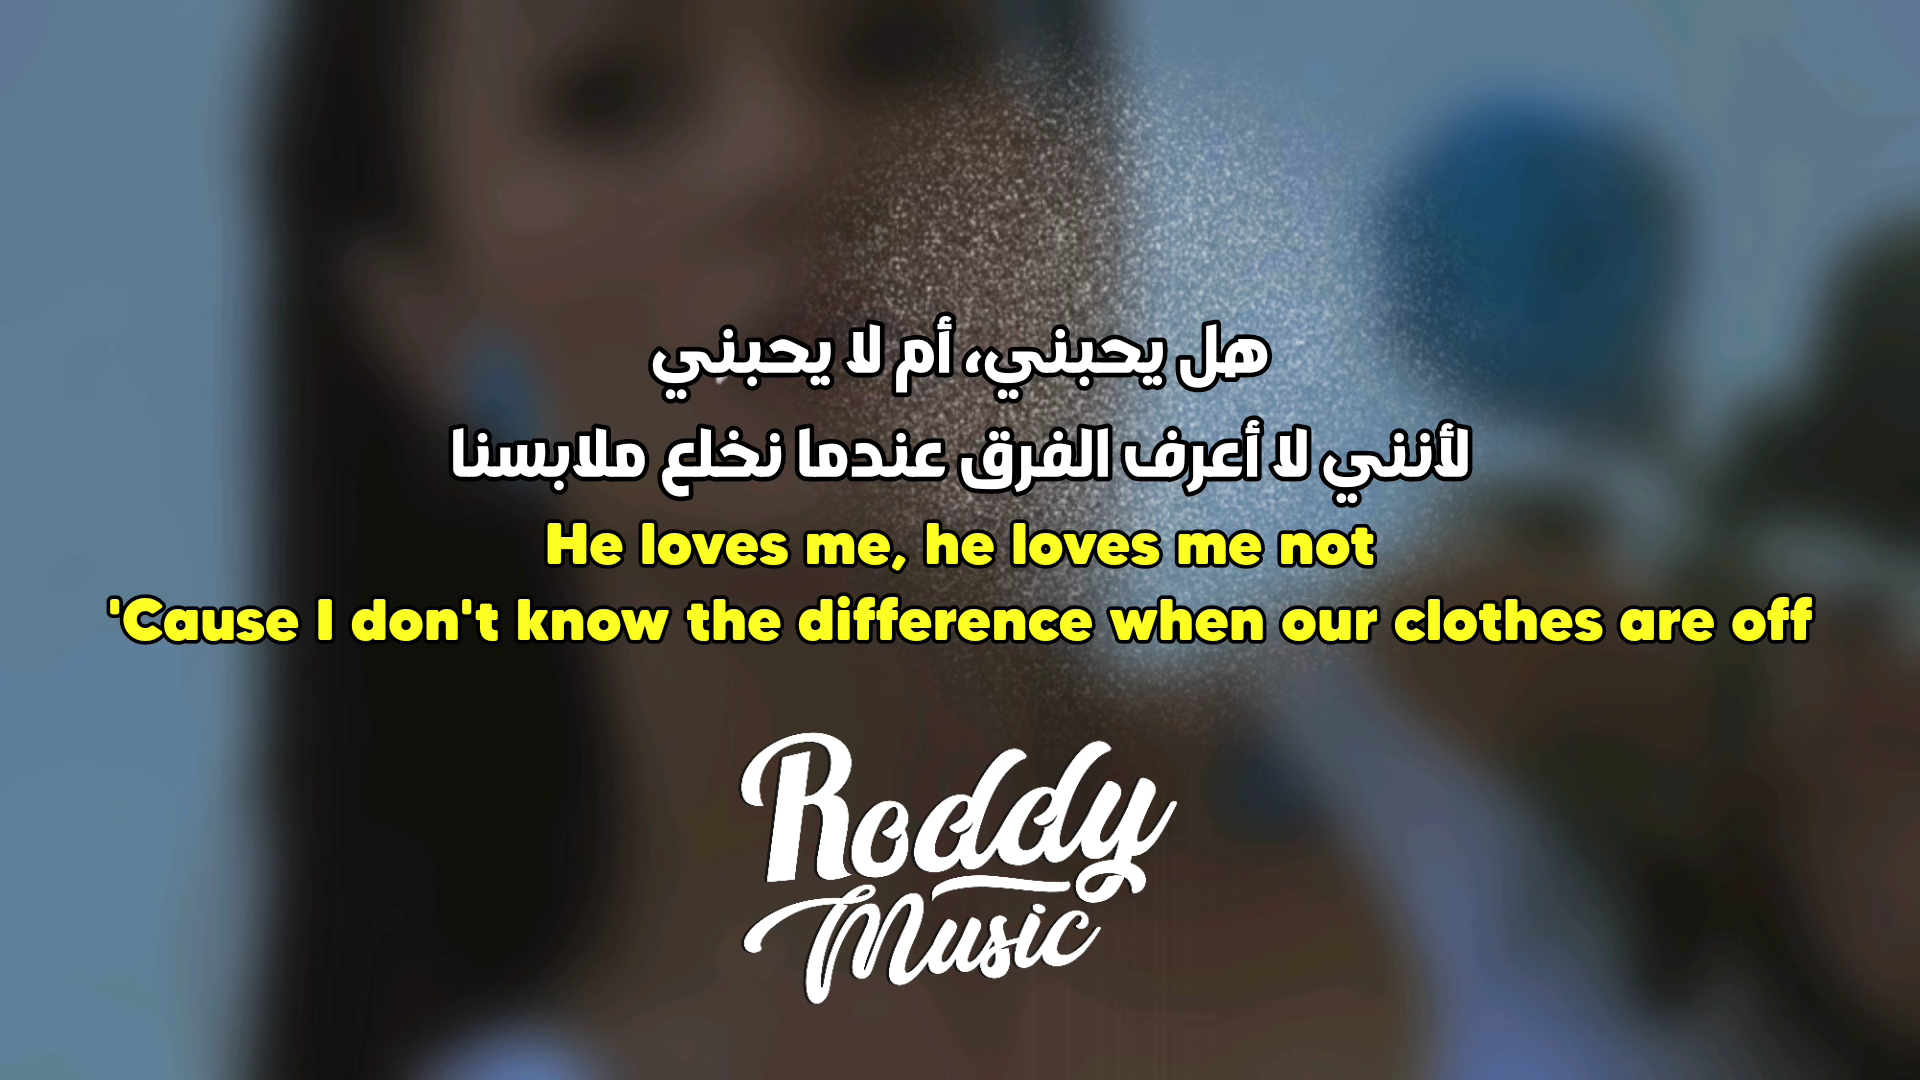 هل يحبني، أم لا يحبني
لأنني لا أعرف الفرق عندما نخلع ملابسنا
He loves me, he loves me not
'Cause I don't know the difference when our clothes are off
Roddy
Music